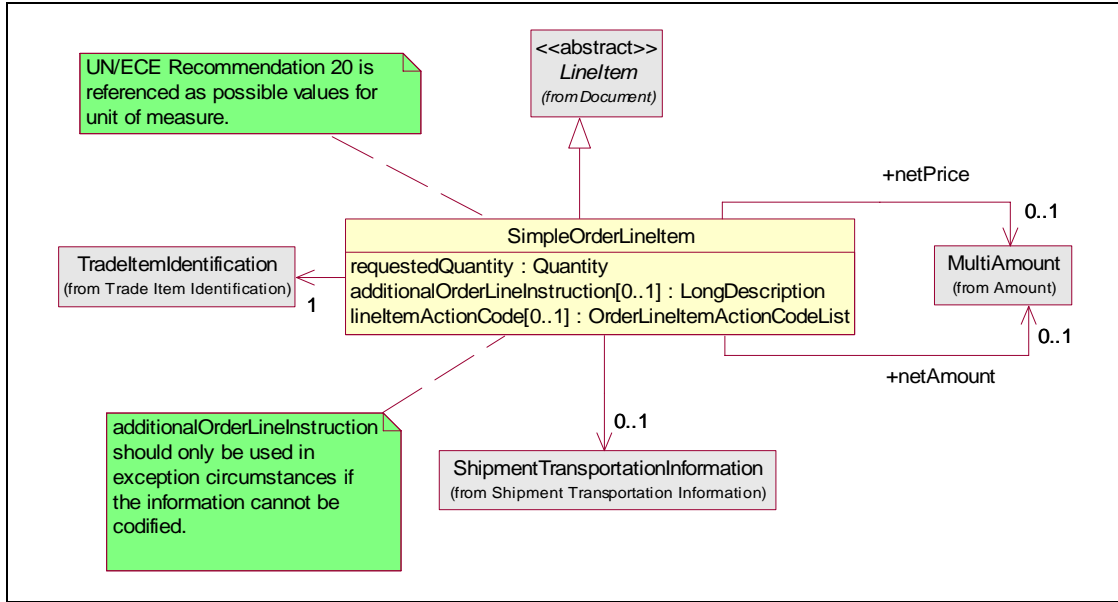 <<abstract>>
LineItem
(from Document)
UN/ECE Recommendation 20 is
referenced as possible values for
unit of measure.
+netPrice
0..1
SimpleOrderLineItem
requestedQuantity : Quantity
additionalOrderLineInstruction[0..1] : LongDescription
lineItemActionCode[0..1] : OrderLineItemActionCodeList
TradeItemIdentification
(from Trade Item Identification)
1
MultiAmount
(from Amount)
0..1
+netAmount
additionalOrderLineInstruction
should only be used in
exception circumstances if
the information cannot be
codified.
0..1
ShipmentTransportationInformation
(from Shipment Transportation Information)